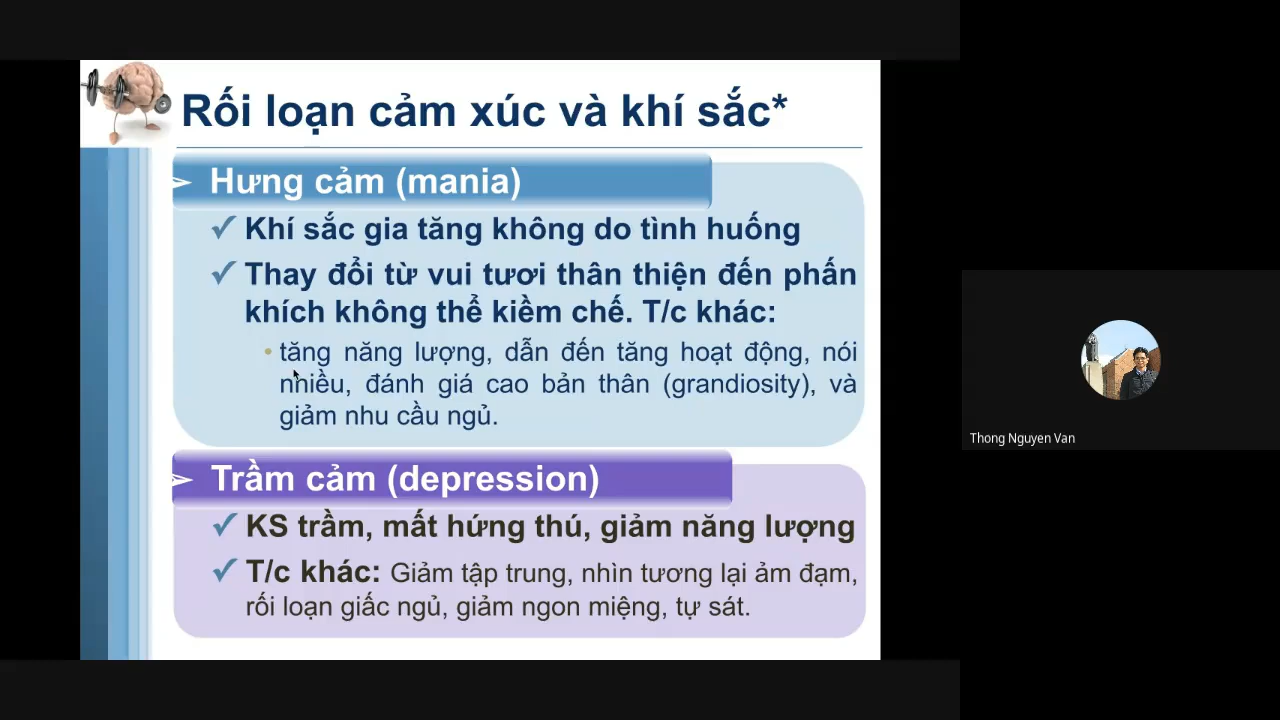 Rối loạn cảm xúc và khí sắc*
➢ Hưng cảm (mania)
✓ Khí sắc gia tăng không do tình huống
✓ Thay đổi từ vui tươi thân thiện đến phấn
khích không thể kiềm chế. T/c khác:
• tăng năng lượng, dẫn đến tăng hoạt động, nói
nhiều, đánh giá cao bản thân (grandiosity), và
giảm nhu cầu ngủ.
➢ Trầm cảm (depression)
✓ KS trầm, mất hứng thú, giảm năng lượng
✓ T/c khác: Giảm tập trung, nhìn tương lại ảm đạm,
rối loạn giấc ngủ, giảm ngon miệng, tự sát.
Thong Nguyen Van